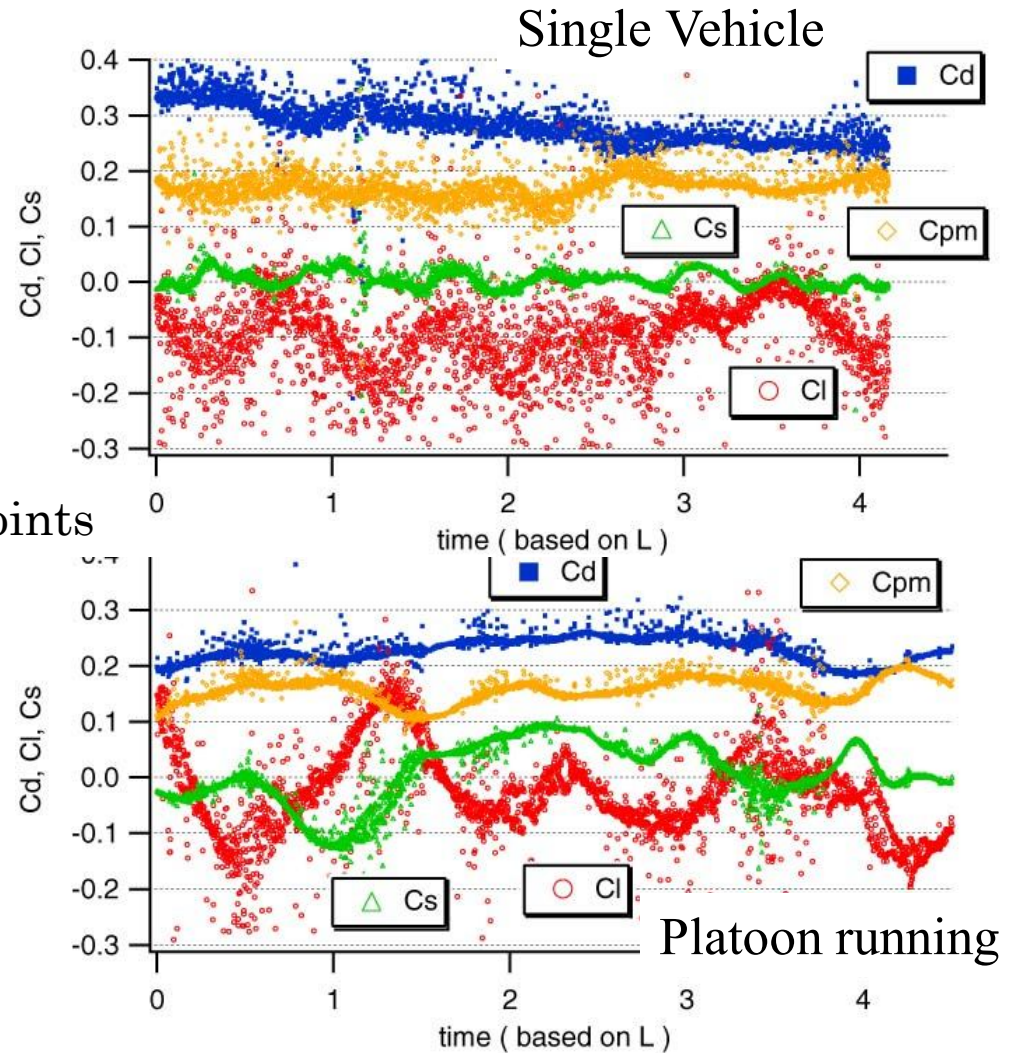 Single Vehicle
0.4
0.3
0.2
0.1
0.0
-0.1
-0.2
-0.3
Cd, Cl, Cs
Cd
Cs
Cpm
Cl
0 1 2 3 4
time ( based on L )
oints
0.4
0.3
0.2
0.1
0.0
-0.1
-0.2
-0.3
Cd, Cl, Cs
Cd
Cpm
Cs
Cl
Platoon running
0 1 2 3 4
time ( based on L )